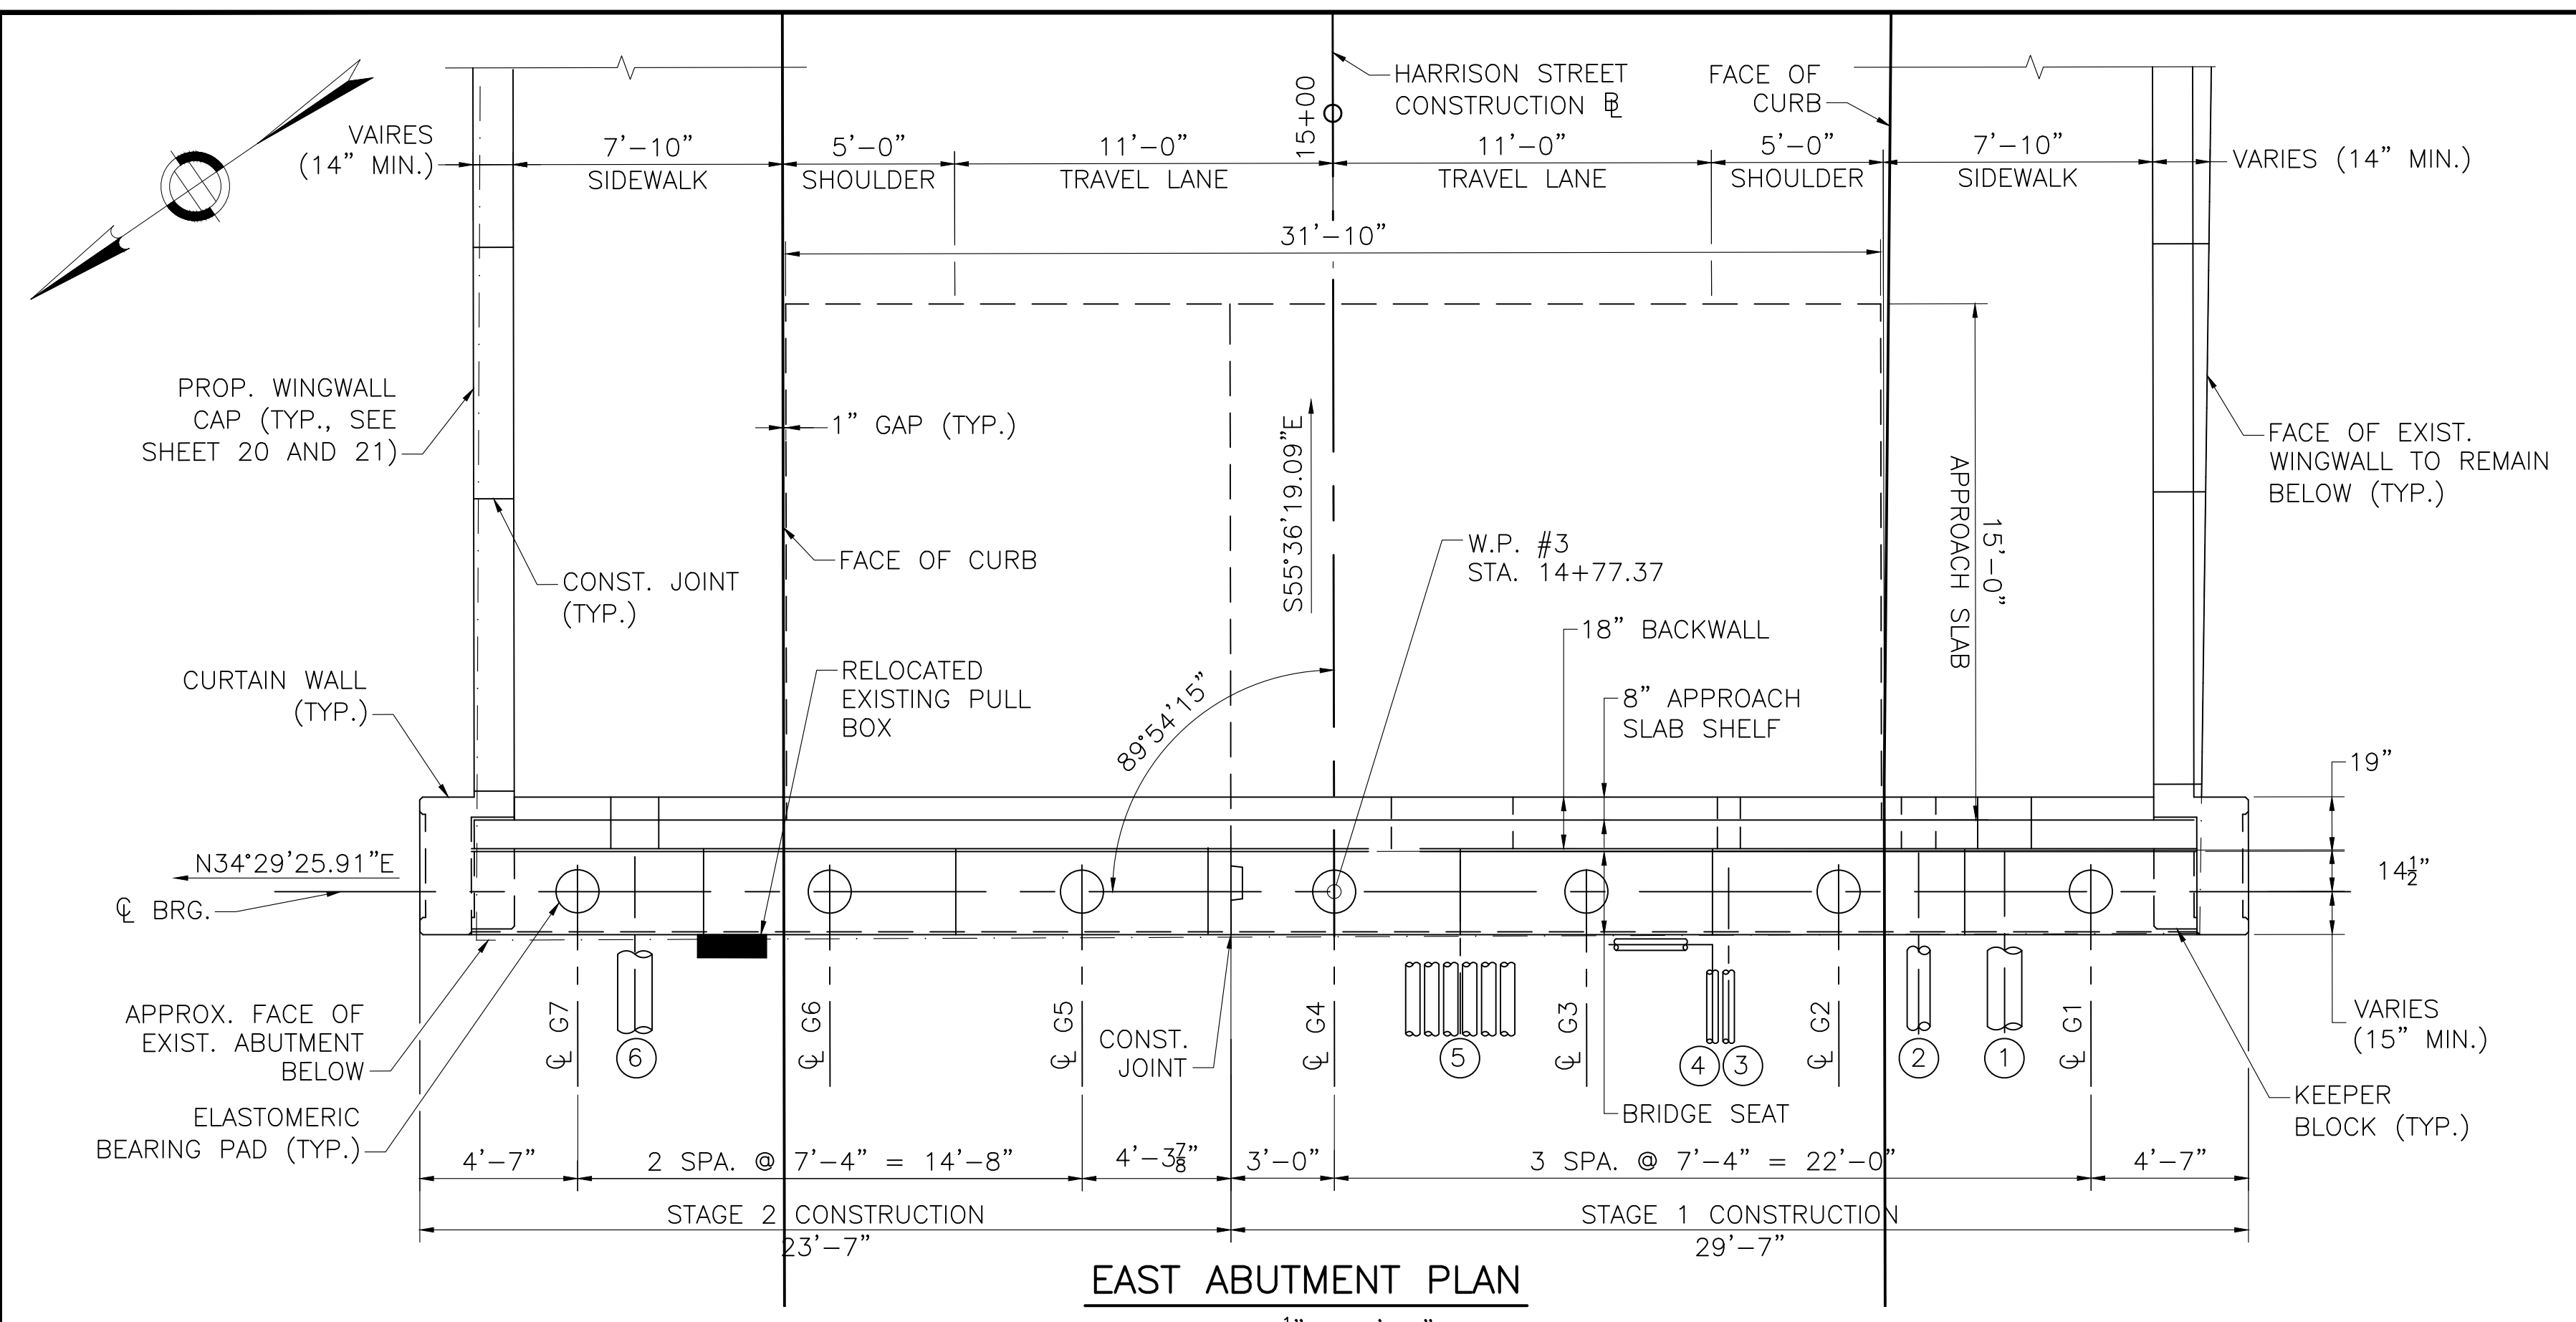 HARRISON STREET
CONSTRUCTION ⅊
15+00
FACE OF
CURB
VAIRES
(14” MIN.)
7’-10”
SIDEWALK
5’-0”
SHOULDER
11’-0”
TRAVEL LANE
11’-0”
TRAVEL LANE
5’-0”
SHOULDER
7’-10”
SIDEWALK
VARIES (14” MIN.)
31’-10”
PROP. WINGWALL
CAP (TYP., SEE
SHEET 20 AND 21)
1” GAP (TYP.)
S55°36’19.09”E
FACE OF EXIST.
WINGWALL TO REMAIN
BELOW (TYP.)
15’-0”
APPROACH SLAB
W.P. #3
STA. 14+77.37
FACE OF CURB
CONST. JOINT
(TYP.)
18” BACKWALL
CURTAIN WALL
(TYP.)
RELOCATED
EXISTING PULL
BOX
89°54’15”
8” APPROACH
SLAB SHELF
19”
N34°29’25.91”E
℄ BRG.
14½”
APPROX. FACE OF
EXIST. ABUTMENT
BELOW
℄ G7
6
℄ G6
℄ G5
CONST.
JOINT
℄ G4
5
℄ G3
4
3
℄ G2
2
1
℄ G1
VARIES
(15” MIN.)
ELASTOMERIC
BEARING PAD (TYP.)
BRIDGE SEAT
KEEPER
BLOCK (TYP.)
4’-7”
2 SPA. @ 7’-4” = 14’-8”
4’-3⅞”
3’-0”
3 SPA. @ 7’-4” = 22’-0”
4’-7”
STAGE 2 CONSTRUCTION
23’-7”
STAGE 1 CONSTRUCTION
29’-7”
EAST ABUTMENT PLAN